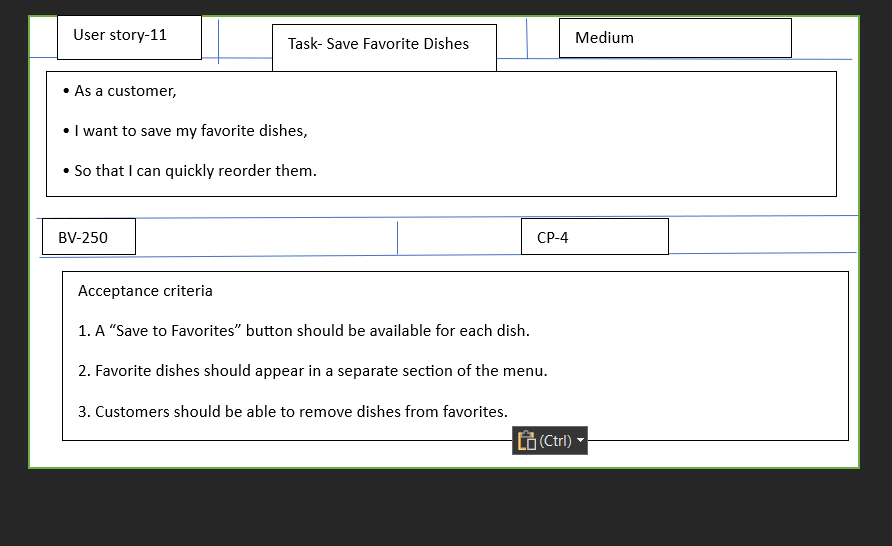 User story-11
Task- Save Favorite Dishes
Medium
• As a customer,
• I want to save my favorite dishes,
• So that I can quickly reorder them.
BV-250
CP-4
Acceptance criteria
1. A “Save to Favorites” button should be available for each dish.
2. Favorite dishes should appear in a separate section of the menu.
3. Customers should be able to remove dishes from favorites.
(Ctrl)